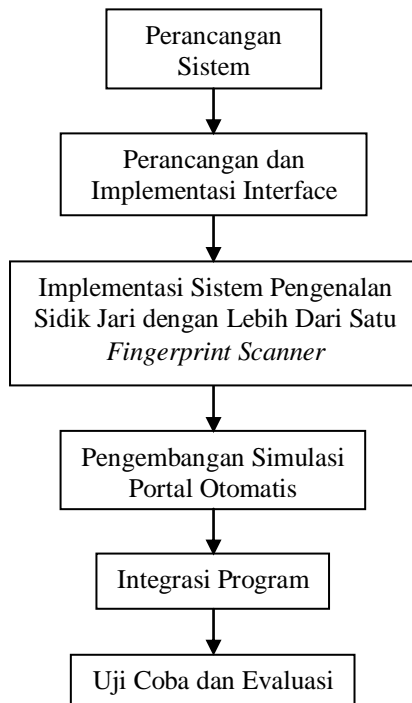 Perancangan
Sistem
Perancangan dan
Implementasi Interface
Implementasi Sistem Pengenalan
Sidik Jari dengan Lebih Dari Satu
Fingerprint Scanner
Pengembangan Simulasi
Portal Otomatis
Integrasi Program
Uji Coba dan Evaluasi